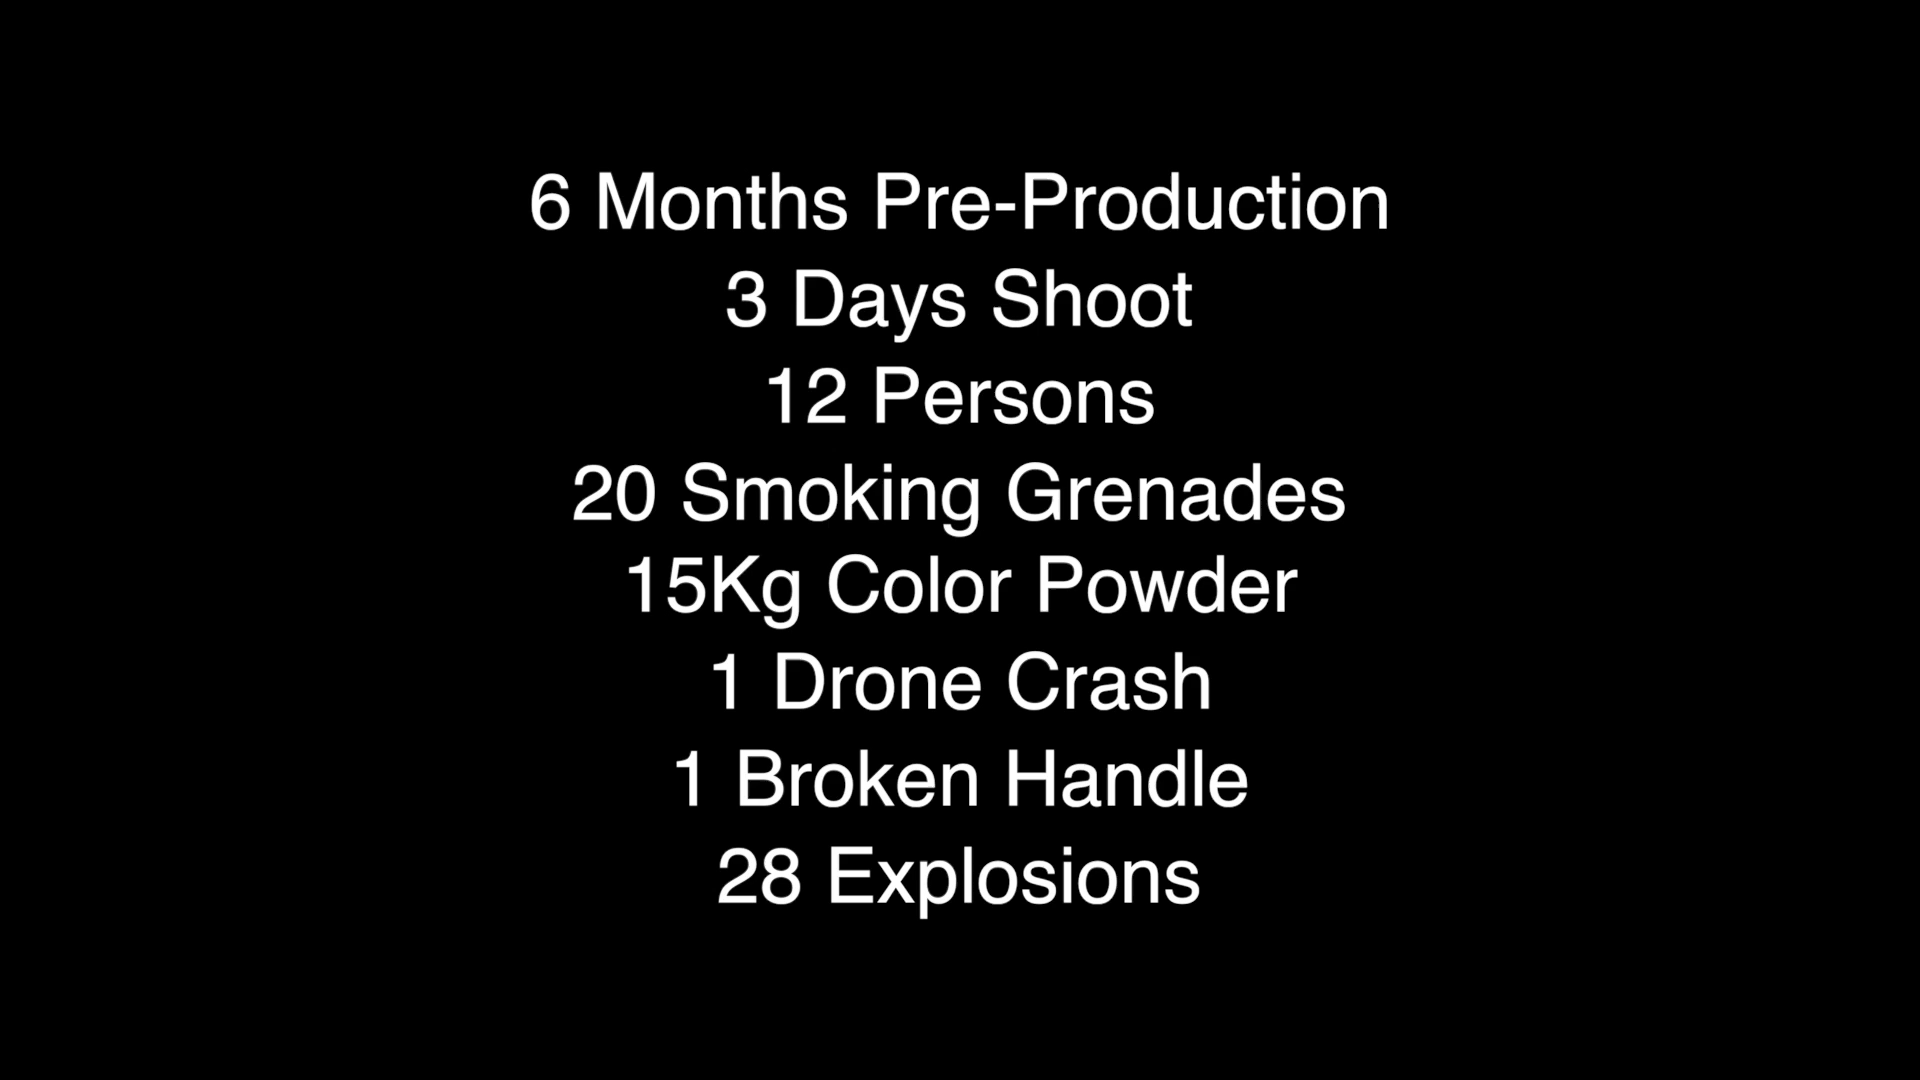 6 Months Pre-Production
3 Days Shoot
12 Persons
20 Smoking Grenades
15Kg Color Powder
1 Drone Crash
1 Broken Handle
28 Explosions